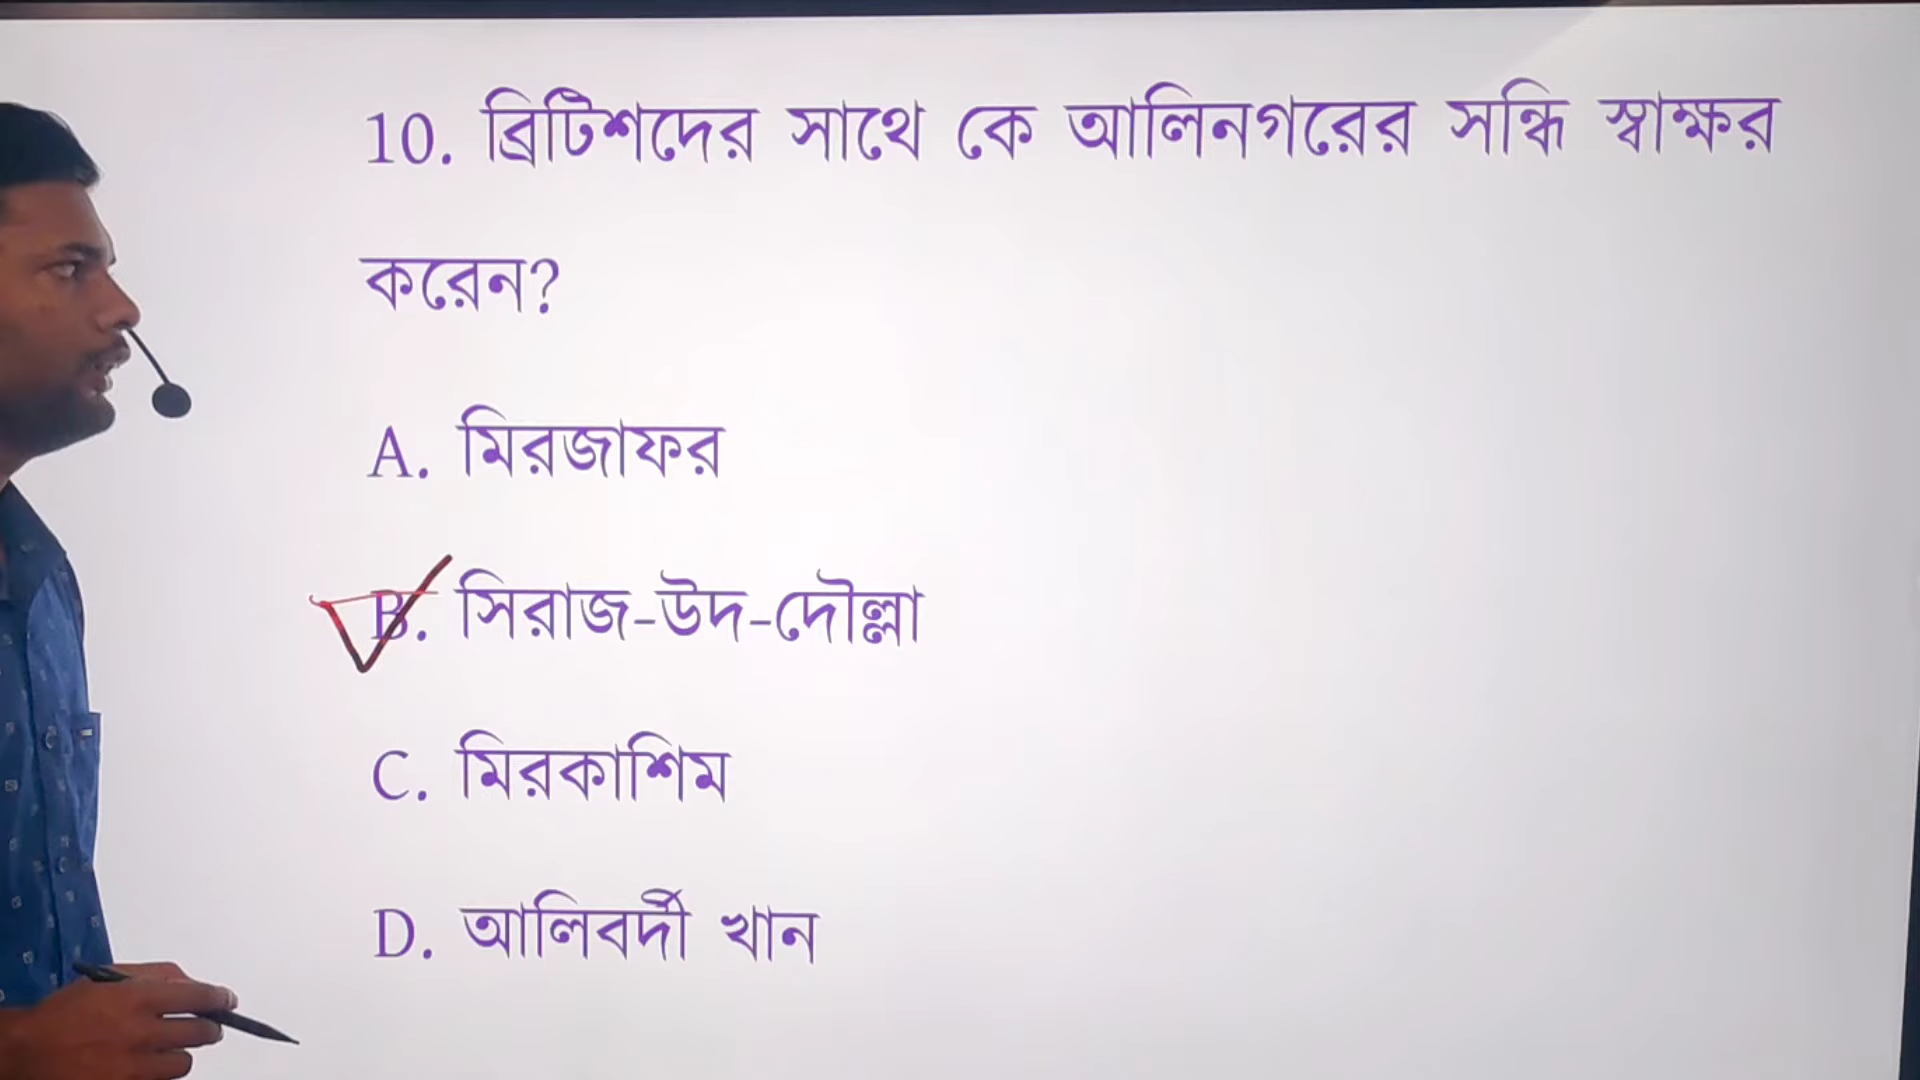 10. ব্রিটিশদের সাথে কে আলিনগরের সন্ধি স্বাক্ষর
করেন?
A. মিরজাফর
B. সিরাজ-উদ-দৌল্লা
C. মিরকাশিম
D. আলিবর্দী খান